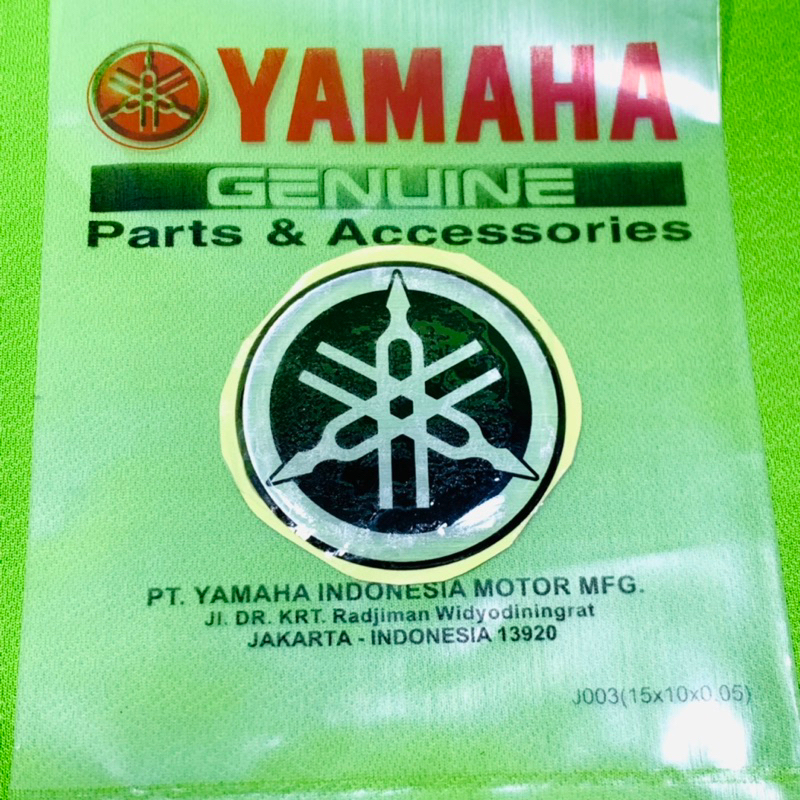 YAMAHA
GENUINE
Parts & Accessories
PT. YAMAHA INDONESIA MOTOR MFG.
Jl. DR. KRT. Radjiman Widyodiningrat
JAKARTA - INDONESIA 13920
J003(15x10x0.05)